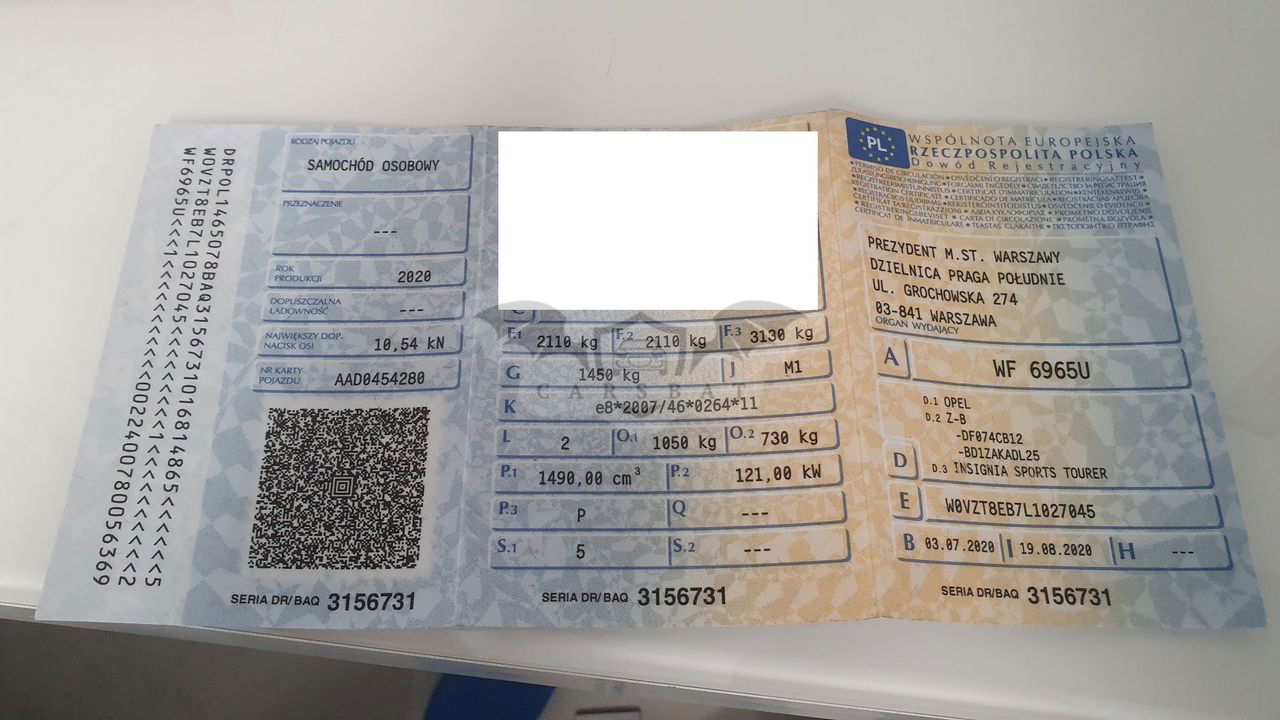 DRPOL1465078BAQ3156731016814865<<<<<<5
W0VZT8EB7L1027045<<<<<<<<<<<1<<<<<<<<<<2
RODZAJ POJAZDU
SAMOCHÓD OSOBOWY
PRZEZNACZENIE
---
ROK
PRODUKCJI
2020
DOPUSZCZALNA
ŁADOWNOŚĆ
---
NAJWIĘKSZY DOP.
NACISK OSI
10,54 kN
NR KARTY
POJAZDU
AAD0454280
SERIA DR/BAQ 3156731
C
F.1 2110 kg F.2 2110 kg F.3 3130 kg
G 1450 kg J M1
CARSBAT
K e8*2007/46*0264*11
L 2 O.1 1050 kg O.2 730 kg
P.1 1490,00 cm³ P.2 121,00 kW
P.3 P Q ---
S.1 5 S.2 ---
SERIA DR/BAQ 3156731
PL
WSPÓLNOTA EUROPEJSKA
RZECZPOSPOLITA POLSKA
Dowód Rejestracyjny
PREZYDENT M.ST. WARSZAWY
DZIELNICA PRAGA POŁUDNIE
UL. GROCHOWSKA 274
03-841 WARSZAWA
ORGAN WYDAJĄCY
A WF 6965U
D.1 OPEL
D.2 Z-B
-DF074CB12
-BD1ZAKADL25
D D.3 INSIGNIA SPORTS TOURER
E W0VZT8EB7L1027045
B 03.07.2020 I 19.08.2020 H ---
SERIA DR/BAQ 3156731